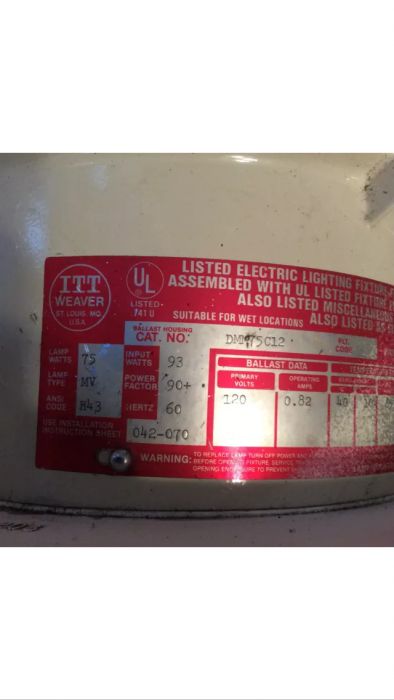 LISTED ELECTRIC LIGHTING FIXTURE
ASSEMBLED WITH UL LISTED FIXTURE
ALSO LISTED MISCELLANEOUS
SUITABLE FOR WET LOCATIONS ALSO LISTED AS
ITT
WEAVER
ST LOUIS. MO.
U.S.A.
UL
LISTED
741 U
BALLAST HOUSING
CAT. NO. DMM75C12 PLT. CODE
LAMP WATTS 75 INPUT WATTS 93
LAMP TYPE MV POWER FACTOR 90+
ANSI CODE H43 HERTZ 60
USE INSTALLATION
INSTRUCTION SHEET 042-070
BALLAST DATA
PRIMARY VOLTS OPERATING AMPS
120 0.82 40
WARNING: TO REPLACE LAMP TURN OFF POWER AND
BEFORE OPENING FIXTURE. SERVICE
OPENING ENCLOSURE TO PREVENT